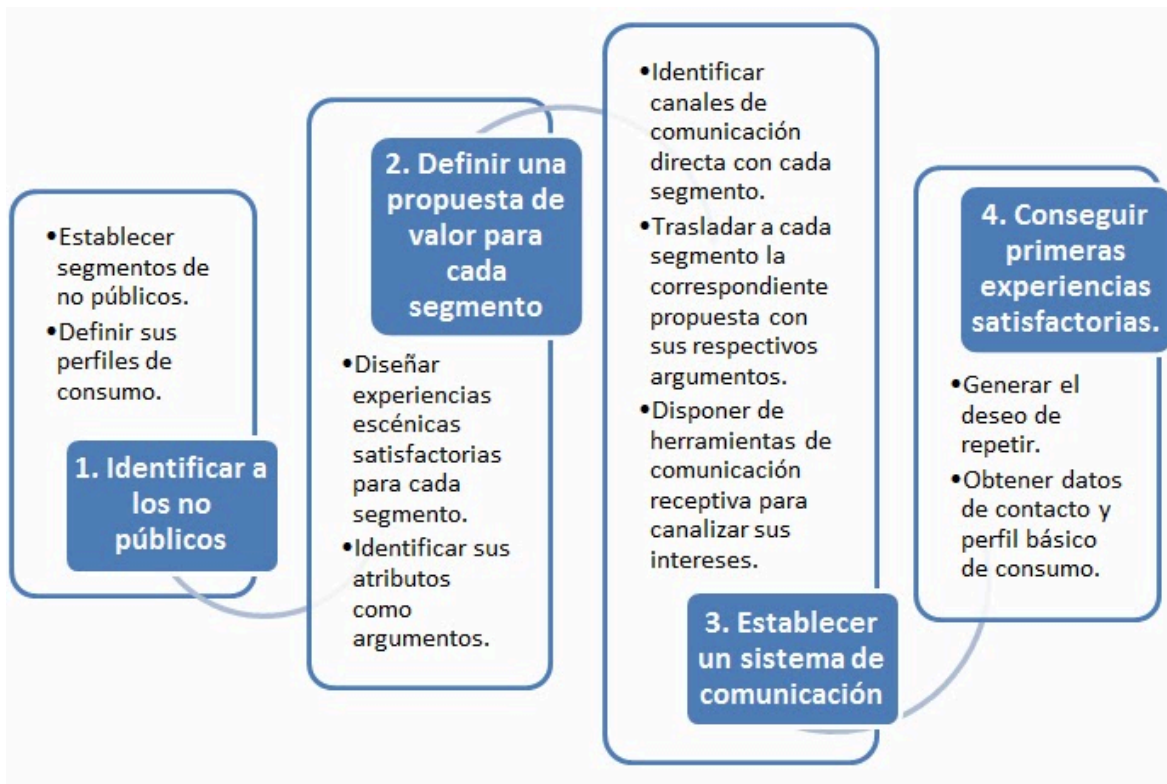 •Establecer
segmentos de
no públicos.
•Definir sus
perfiles de
consumo.
1. Identificar a
los no
públicos
2. Definir una
propuesta de
valor para
cada
segmento
•Diseñar
experiencias
escénicas
satisfactorias
para cada
segmento.
•Identificar sus
atributos
como
argumentos.
•Identificar
canales de
comunicación
directa con cada
segmento.
•Trasladar a cada
segmento la
correspondiente
propuesta con
sus respectivos
argumentos.
•Disponer de
herramientas de
comunicación
receptiva para
canalizar sus
intereses.
3. Establecer
un sistema de
comunicación
4. Conseguir
primeras
experiencias
satisfactorias.
•Generar el
deseo de
repetir.
•Obtener datos
de contacto y
perfil básico
de consumo.